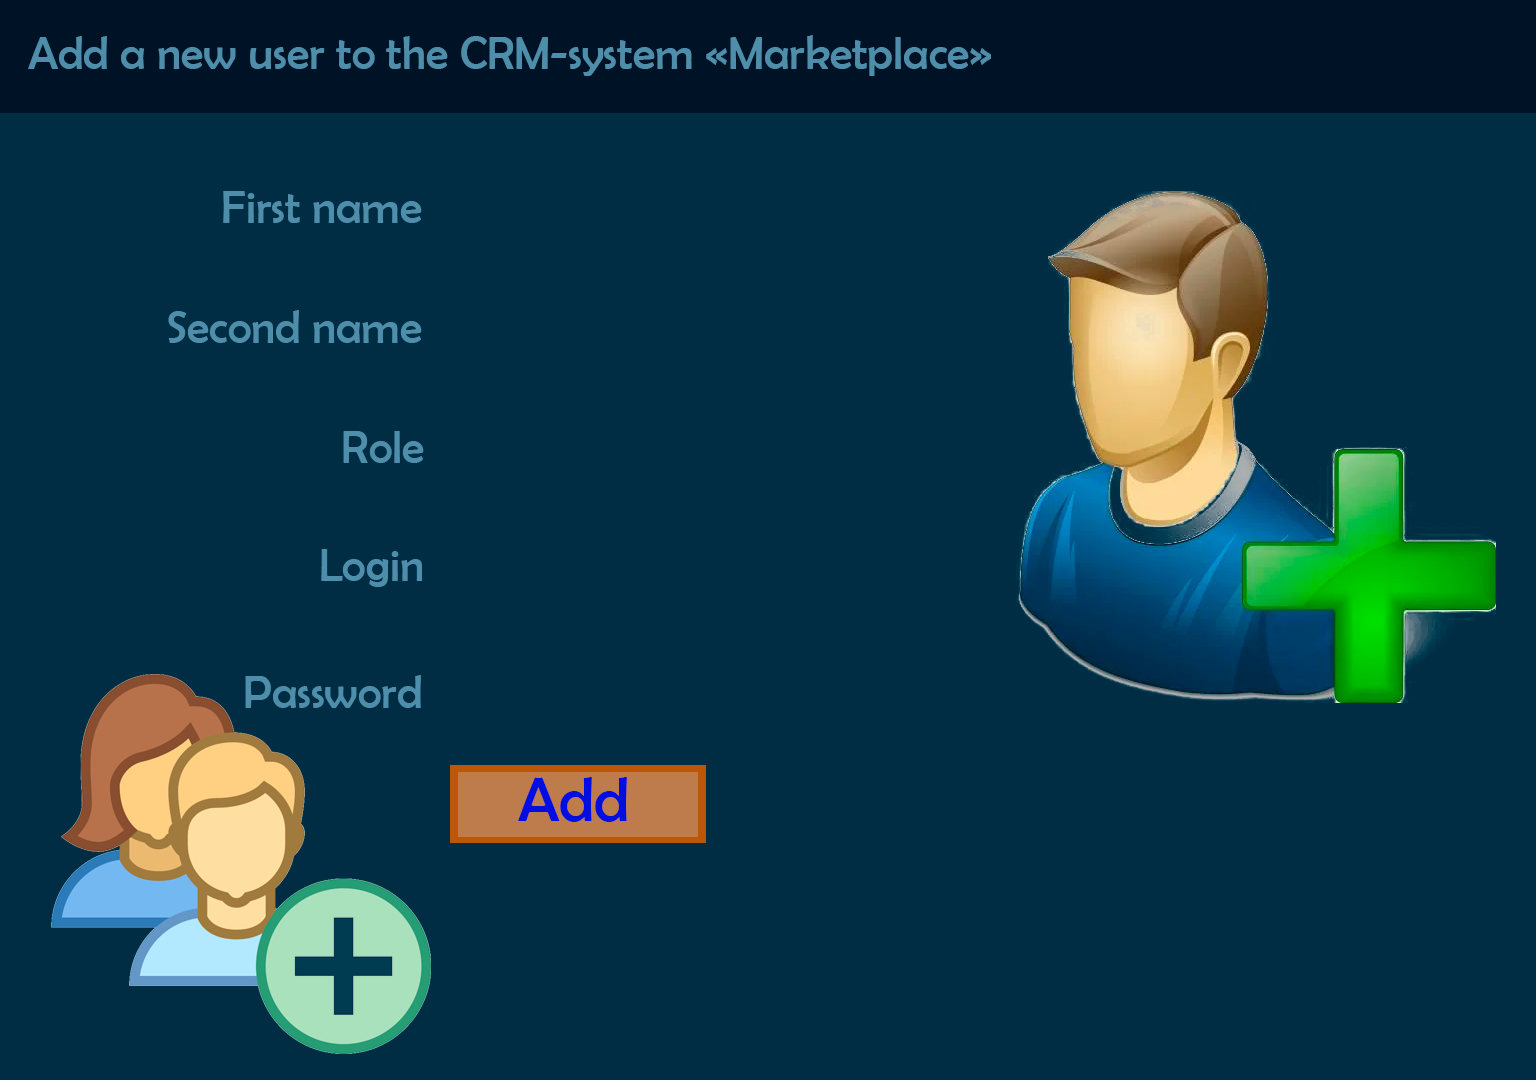 Add a new user to the CRM-system «Marketplace»
First name
Second name
Role
Login
Password
Add